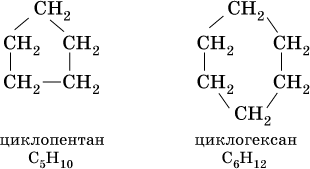 CH₂ CH₂
CH₂ CH₂ CH₂ CH₂
CH₂ CH₂ CH₂ CH₂
CH₂
циклопентан циклогексан
C₅H₁₀ C₆H₁₂